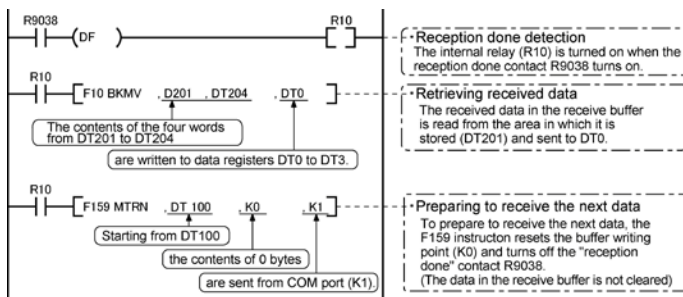 R9038
(DF )
R10
Reception done detection
The internal relay (R10) is turned on when the
reception done contact R9038 turns on.
R10
F10 BKMV , D201 , DT204 , DT0
Retrieving received data
The received data in the receive buffer
is read from the area in which it is
stored (DT201) and sent to DT0.
The contents of the four words
from DT201 to DT204
are written to data registers DT0 to DT3.
R10
F159 MTRN , DT 100 , K0 , K1
Starting from DT100
the contents of 0 bytes
are sent from COM port (K1).
Preparing to receive the next data
To prepare to receive the next data, the
F159 instructon resets the buffer writing
point (K0) and turns off the "reception
done" contact R9038.
(The data in the receive buffer is not cleared)